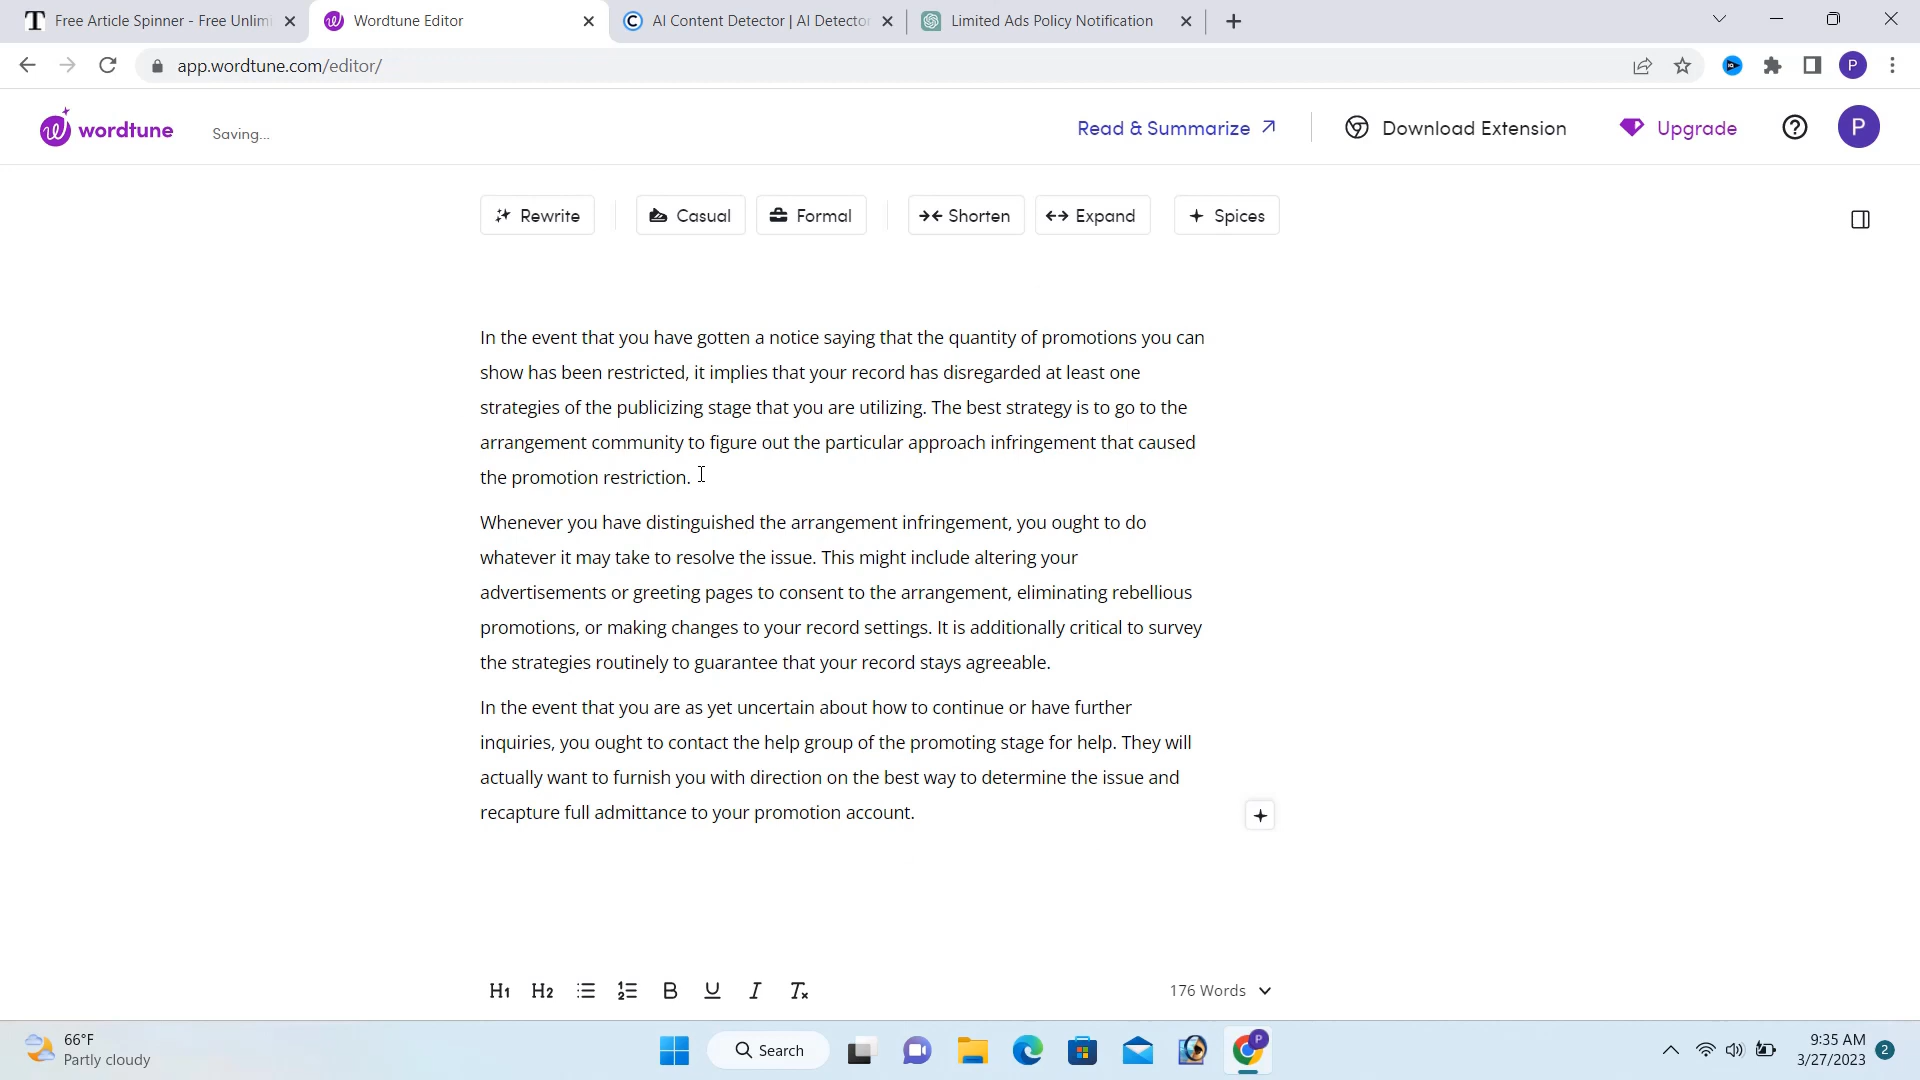 Free Article Spinner - Free Unlimi
Wordtune Editor
AI Content Detector | AI Detector
Limited Ads Policy Notification
app.wordtune.com/editor/
P
wordtune
Saving...
Read & Summarize
Download Extension
Upgrade
P
Rewrite
Casual
Formal
Shorten
Expand
Spices
In the event that you have gotten a notice saying that the quantity of promotions you can
show has been restricted, it implies that your record has disregarded at least one
strategies of the publicizing stage that you are utilizing. The best strategy is to go to the
arrangement community to figure out the particular approach infringement that caused
the promotion restriction.
Whenever you have distinguished the arrangement infringement, you ought to do
whatever it may take to resolve the issue. This might include altering your
advertisements or greeting pages to consent to the arrangement, eliminating rebellious
promotions, or making changes to your record settings. It is additionally critical to survey
the strategies routinely to guarantee that your record stays agreeable.
In the event that you are as yet uncertain about how to continue or have further
inquiries, you ought to contact the help group of the promoting stage for help. They will
actually want to furnish you with direction on the best way to determine the issue and
recapture full admittance to your promotion account.
H1 H2 B U I Tx
176 Words
66°F
Partly cloudy
Search
P
9:35 AM
3/27/2023
2